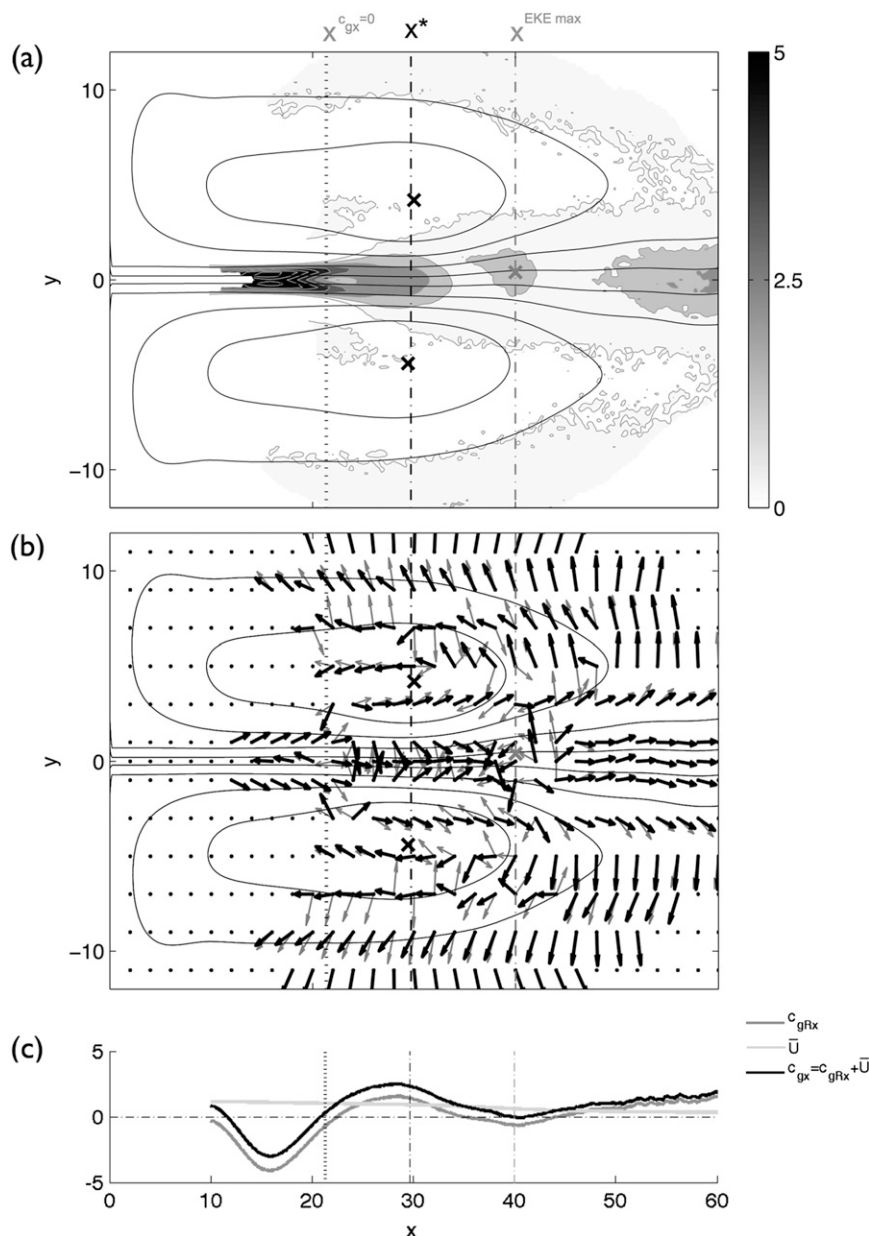 x^{c_{gx}=0} x^* x^{EKE max}
(a)
10
y 0
-10
5
2.5
0
(b)
10
y 0
-10
c_{gRx}
Ū
c_{gx}=c_{gRx}+Ū
(c)
5
0
-5
0 10 20 30 40 50 60
x